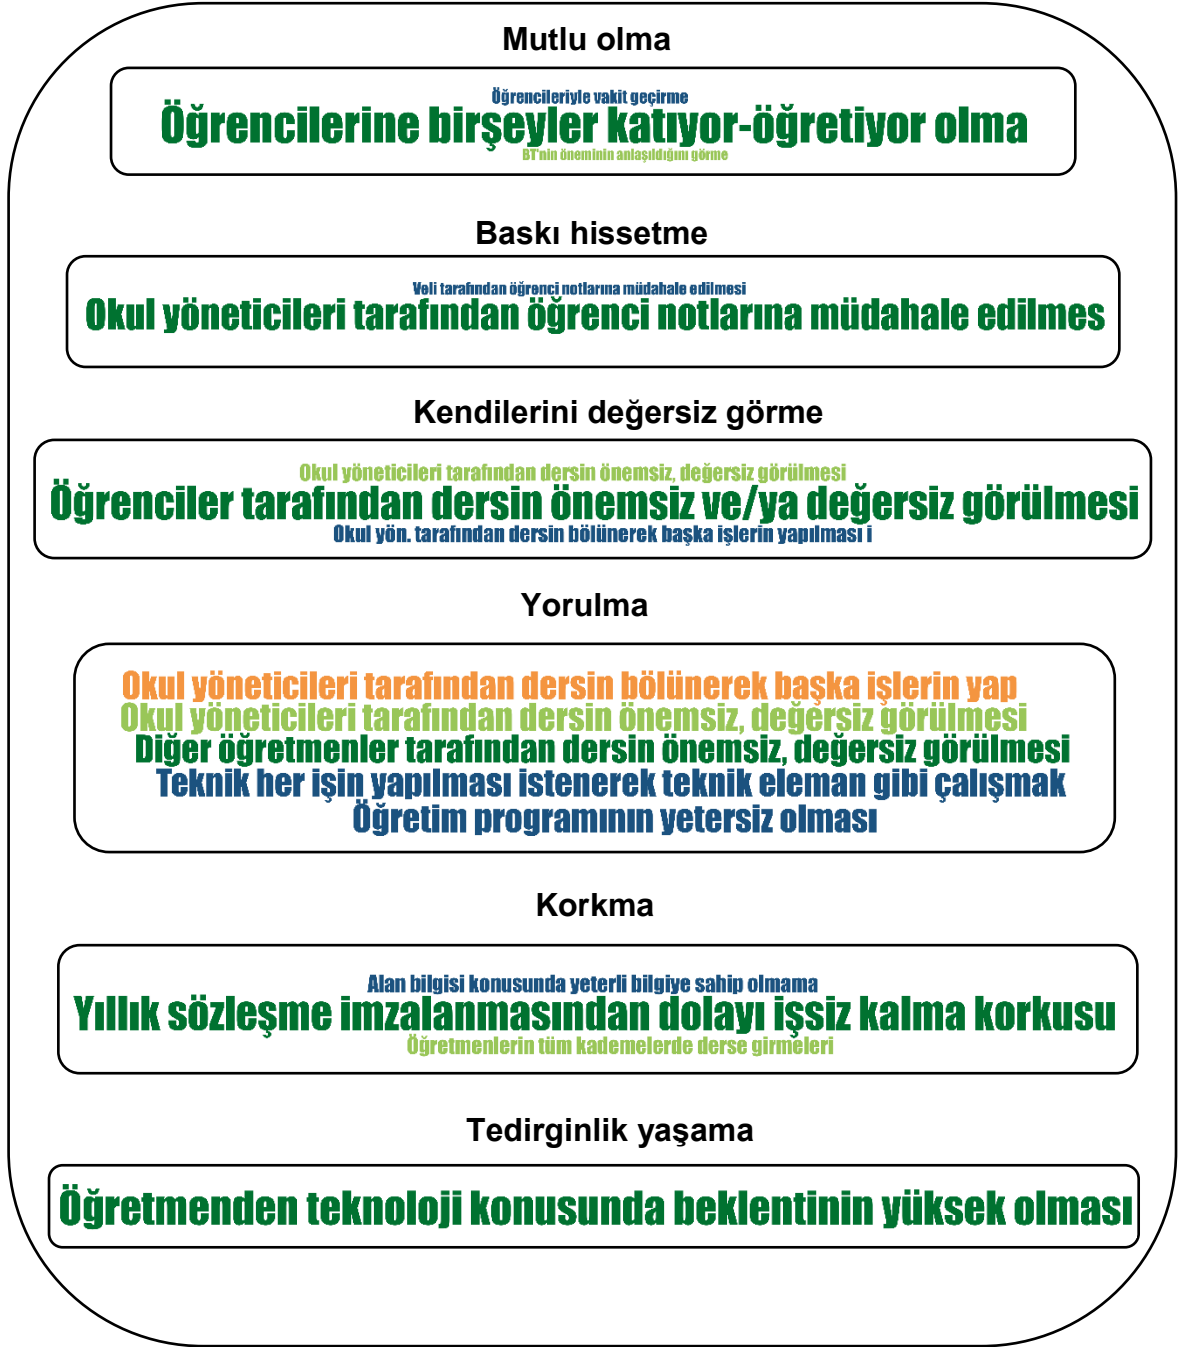 Mutlu olma
Öğrencileriyle vakit geçirme
Öğrencilerine birşeyler katıyor-öğretiyor olma
BT'nin öneminin anlaşıldığını görme
Baskı hissetme
Veli tarafından öğrenci notlarına müdahale edilmesi
Okul yöneticileri tarafından öğrenci notlarına müdahale edilmes
Kendilerini değersiz görme
Okul yöneticileri tarafından dersin önemsiz, değersiz görülmesi
Öğrenciler tarafından dersin önemsiz ve/ya değersiz görülmesi
Okul yön. tarafından dersin bölünerek başka işlerin yapılması i
Yorulma
Okul yöneticileri tarafından dersin bölünerek başka işlerin yap
Okul yöneticileri tarafından dersin önemsiz, değersiz görülmesi
Diğer öğretmenler tarafından dersin önemsiz, değersiz görülmesi
Teknik her işin yapılması istenerek teknik eleman gibi çalışmak
Öğretim programının yetersiz olması
Korkma
Alan bilgisi konusunda yeterli bilgiye sahip olmama
Yıllık sözleşme imzalanmasından dolayı işsiz kalma korkusu
Öğretmenlerin tüm kademelerde derse girmeleri
Tedirginlik yaşama
Öğretmenden teknoloji konusunda beklentinin yüksek olması